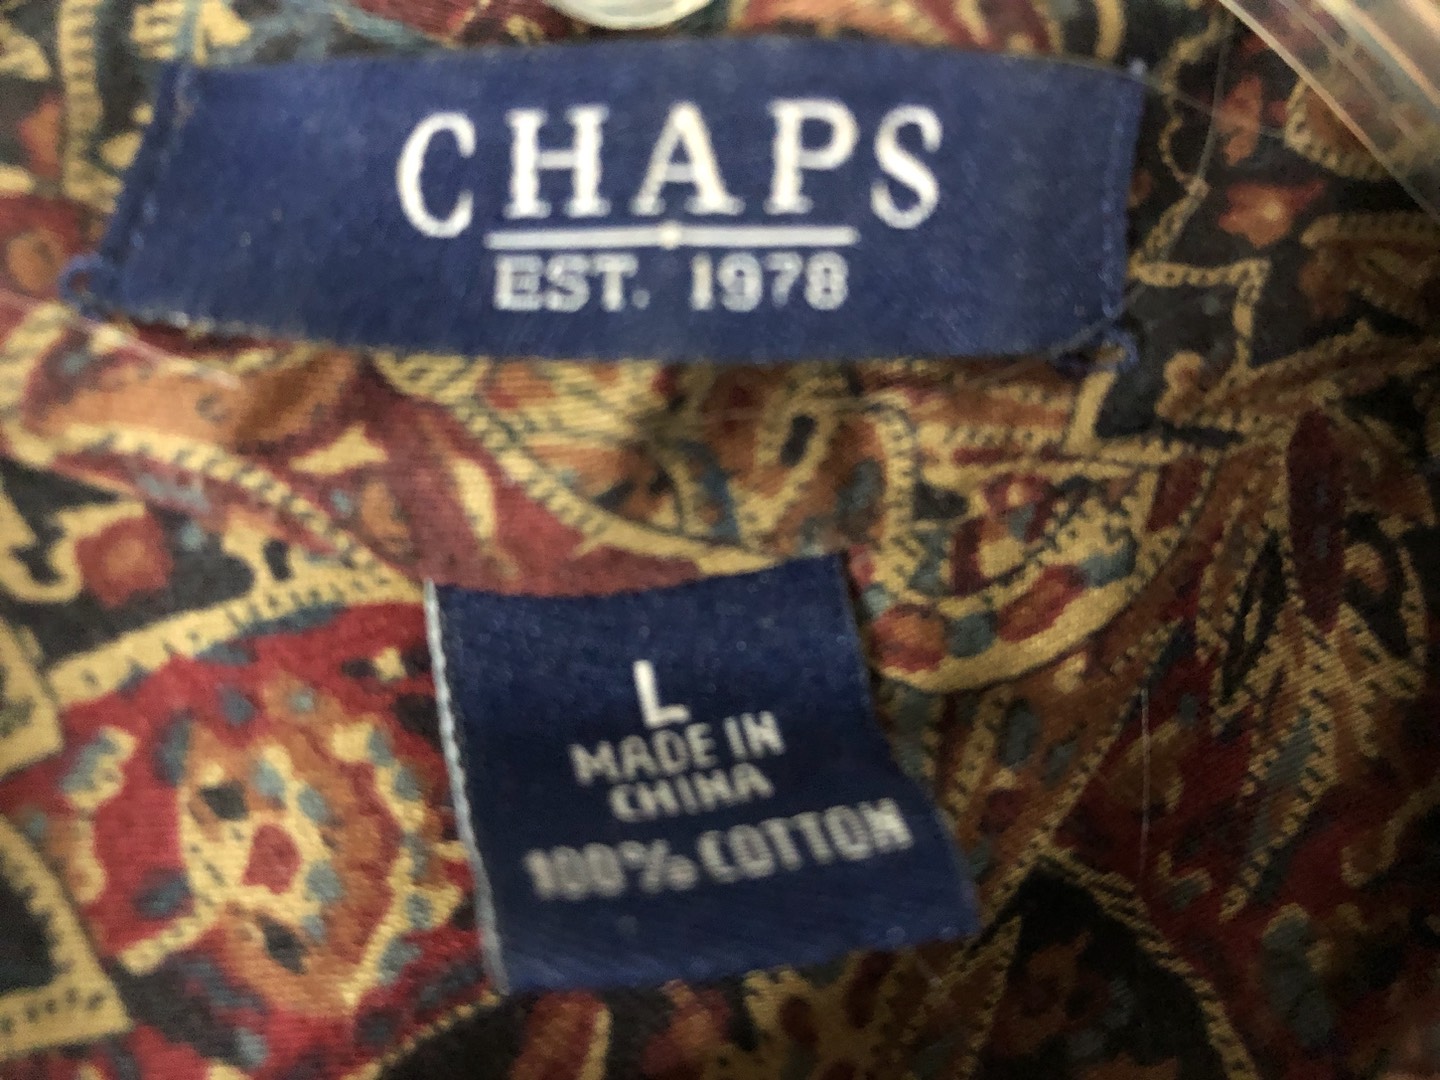 CHAPS
EST. 1978
L
MADE IN
CHINA
100% COTTON